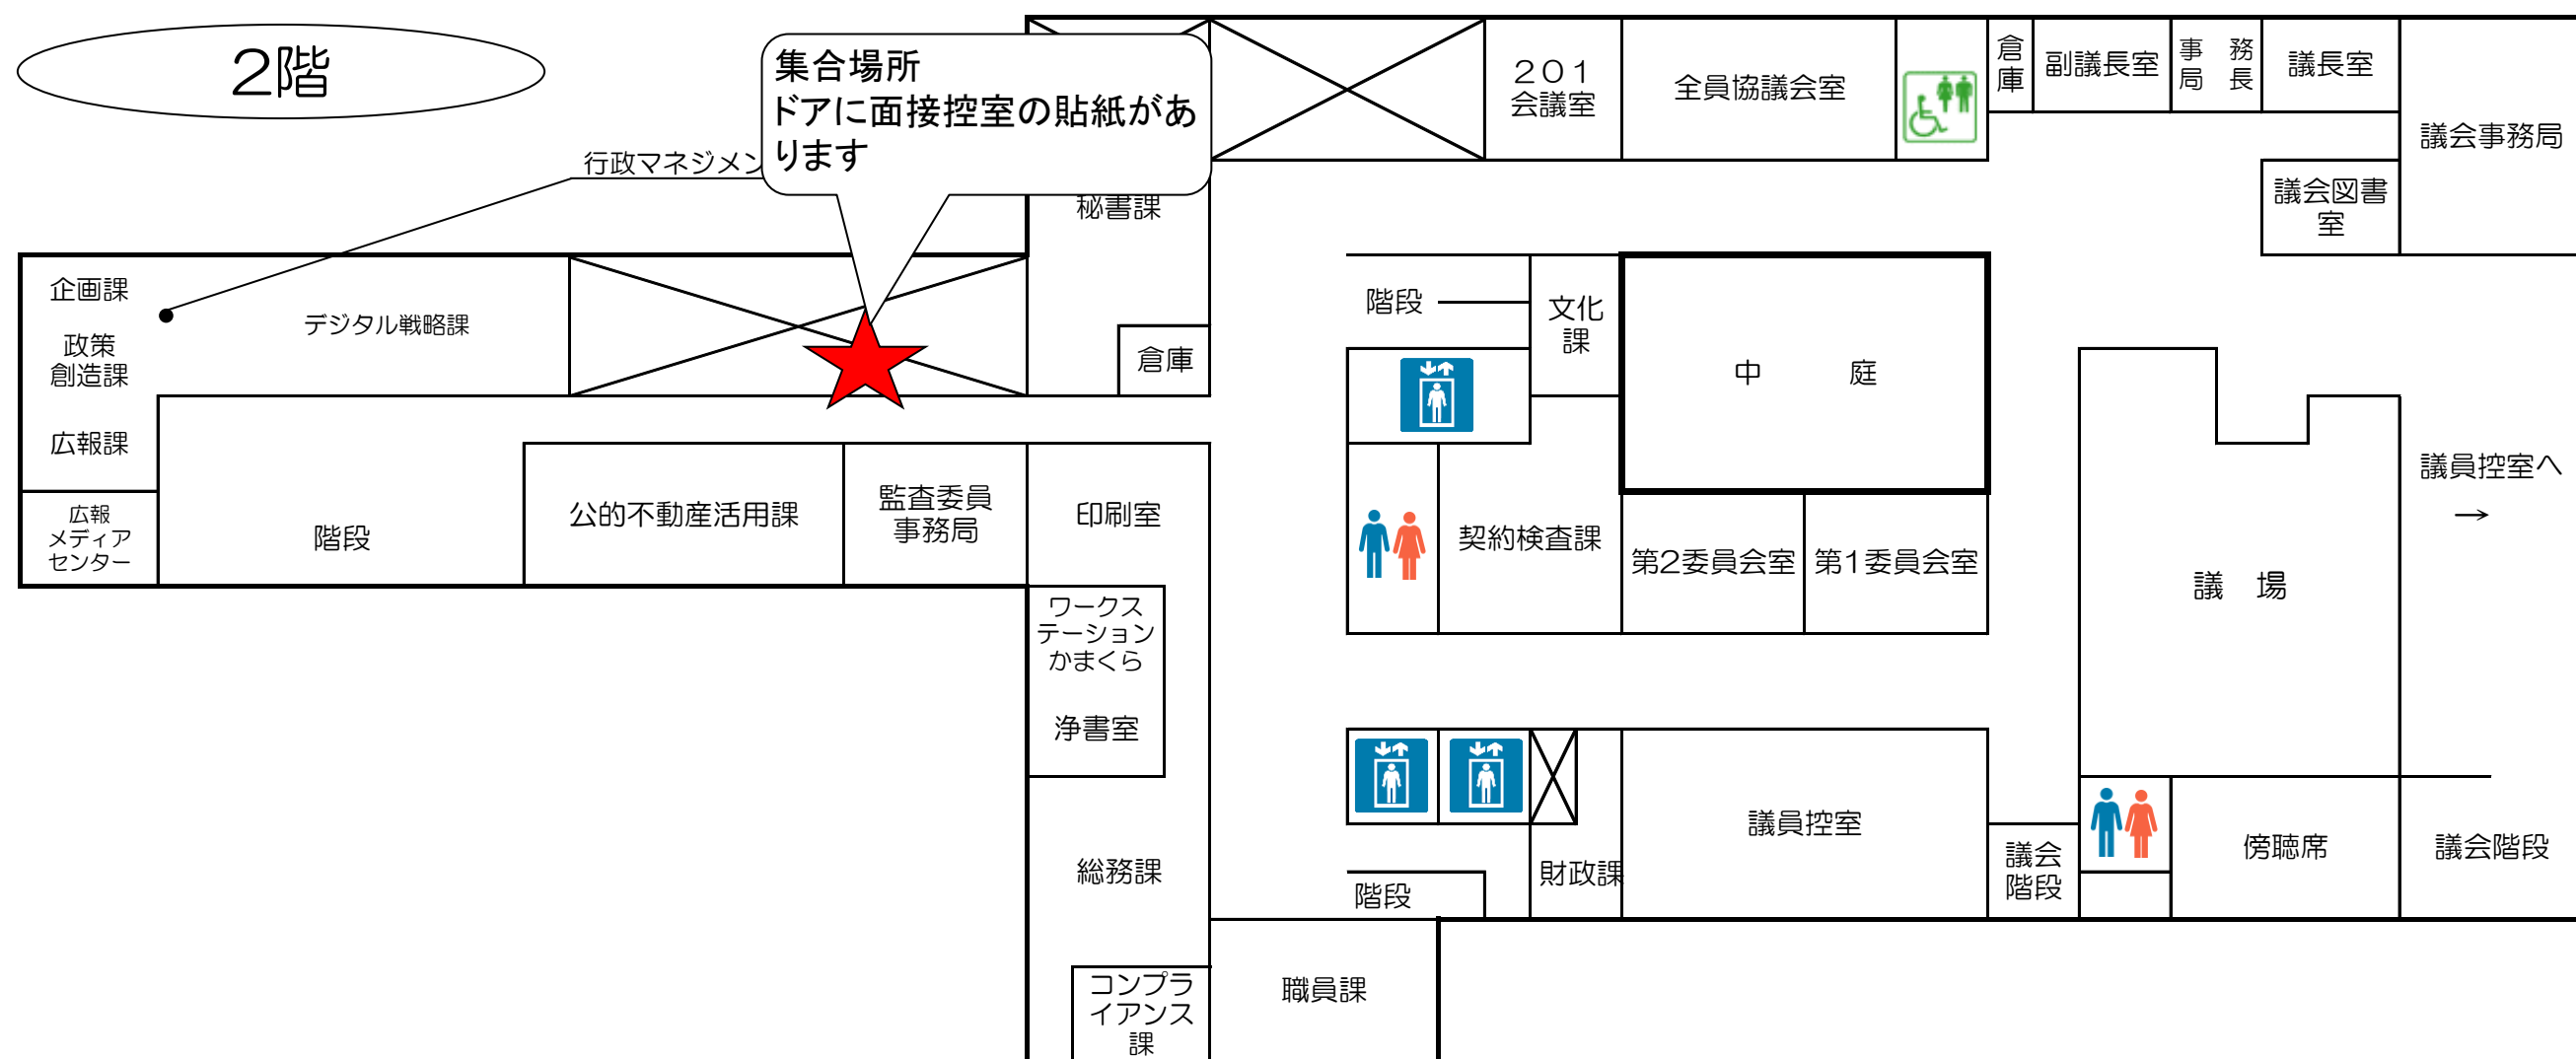 2階
集合場所
ドアに面接控室の貼紙があ
ります
行政マネジメン
秘書課
201
会議室
全員協議会室
倉
庫
副議長室
事　務
局　長
議長室
議会事務局
議会図書
室
企画課
政策
創造課
広報課
デジタル戦略課
倉庫
階段
文化
課
中　庭
広報
メディア
センター
階段
公的不動産活用課
監査委員
事務局
印刷室
契約検査課
第2委員会室
第1委員会室
議　場
議員控室へ
→
ワークス
テーション
かまくら
浄書室
総務課
コンプラ
イアンス
課
職員課
階段
財政課
議員控室
議会
階段
傍聴席
議会階段